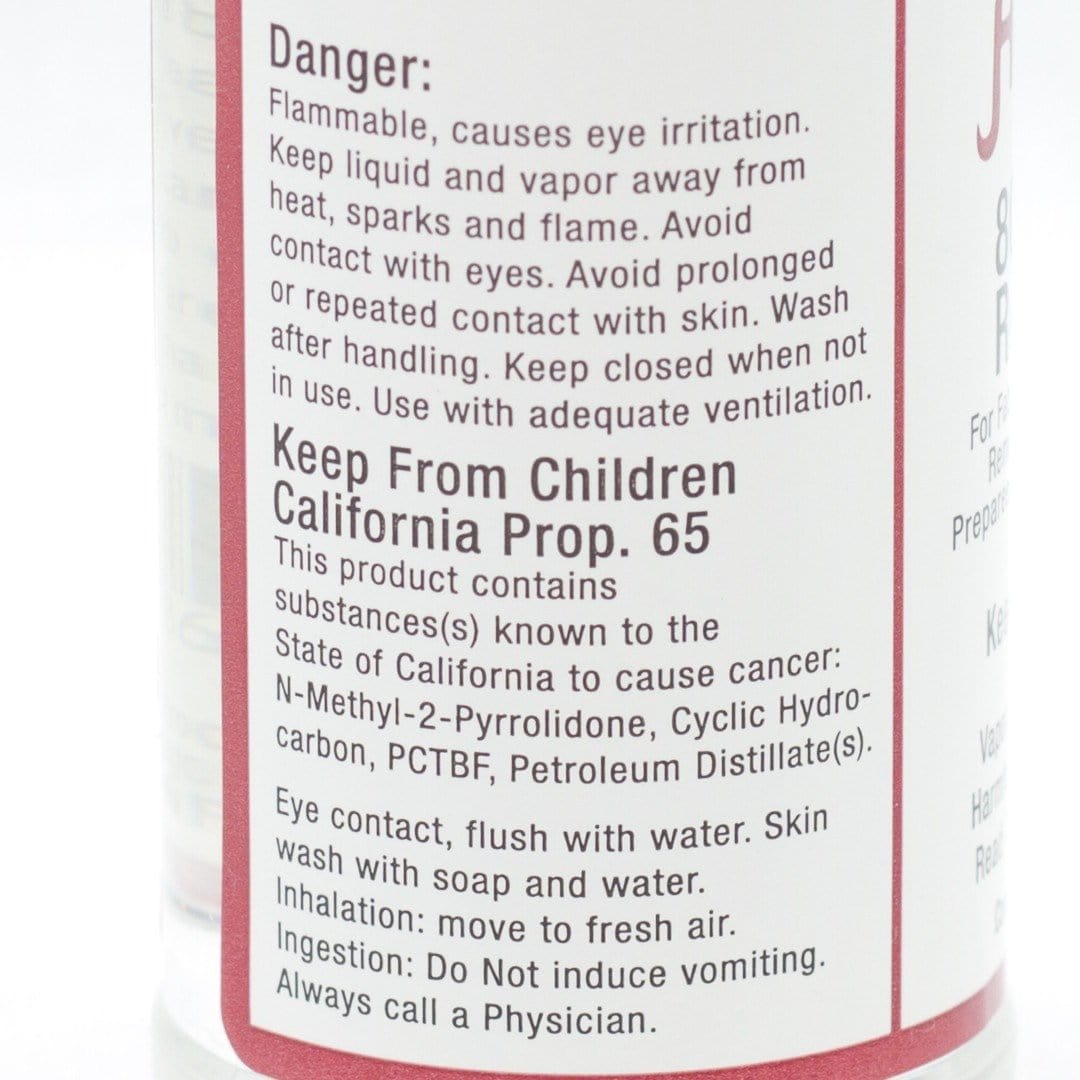 Danger:
Flammable, causes eye irritation.
Keep liquid and vapor away from
heat, sparks and flame. Avoid
contact with eyes. Avoid prolonged
or repeated contact with skin. Wash
after handling. Keep closed when not
in use. Use with adequate ventilation.
Keep From Children
California Prop. 65
This product contains
substances(s) known to the
State of California to cause cancer:
N-Methyl-2-Pyrrolidone, Cyclic Hydro-
carbon, PCTBF, Petroleum Distillate(s).
Eye contact, flush with water. Skin
wash with soap and water.
Inhalation: move to fresh air.
Ingestion: Do Not induce vomiting.
Always call a Physician.
For